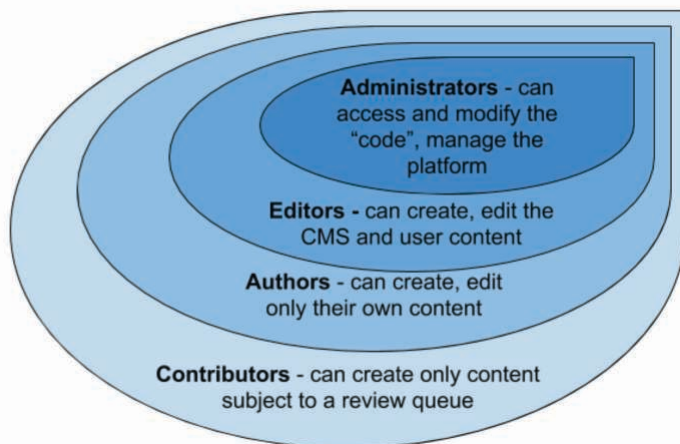 Administrators - can
access and modify the
“code”, manage the
platform
Editors - can create, edit the
CMS and user content
Authors - can create, edit
only their own content
Contributors - can create only content
subject to a review queue